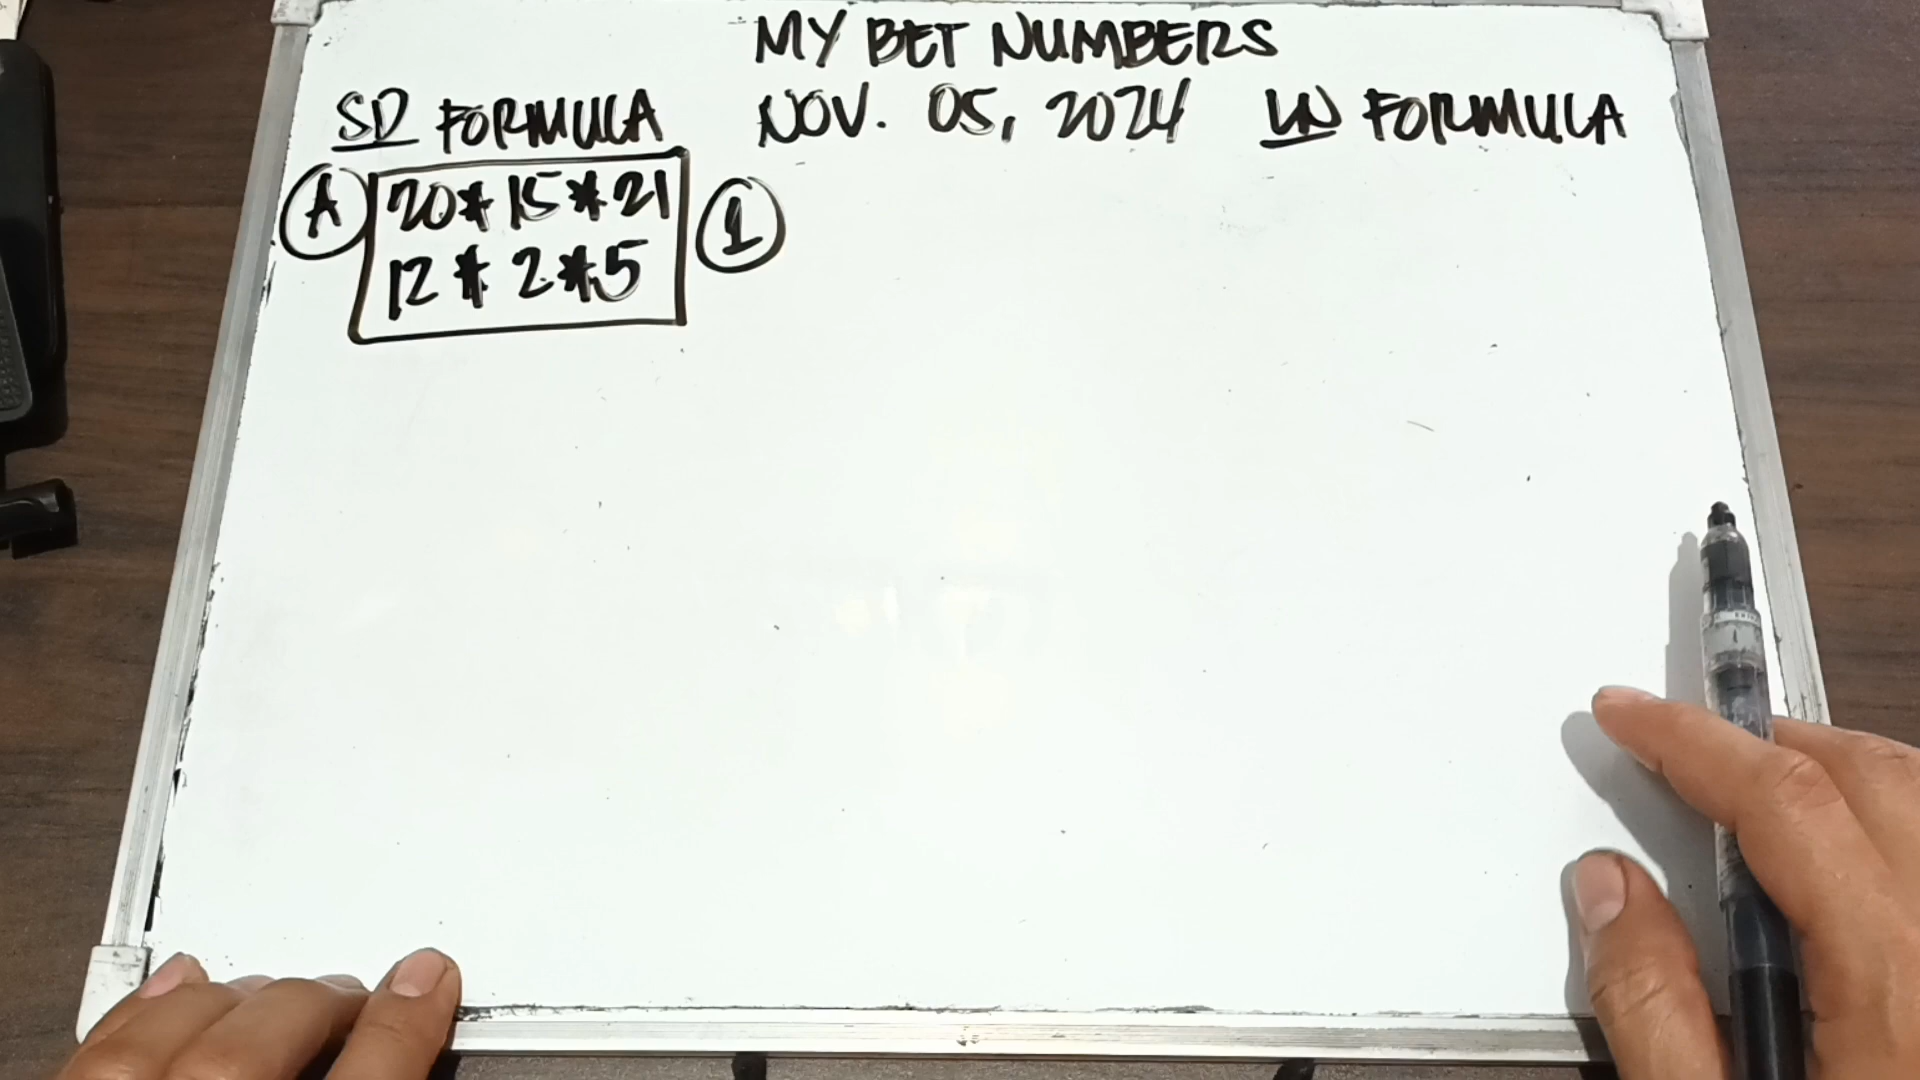 MY BET NUMBERS
SD FORMULA NOV. 05, 2024 LN FORMULA
A 20*15*21 1
12*2*5